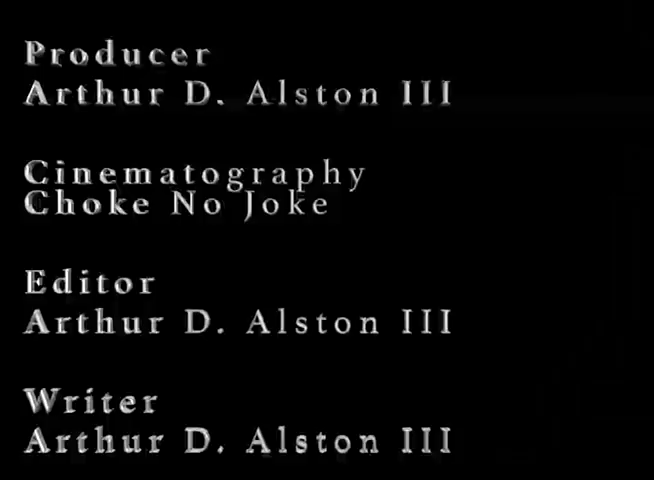 Producer
Arthur D. Alston III
Cinematography
Choke No Joke
Editor
Arthur D. Alston III
Writer
Arthur D. Alston III